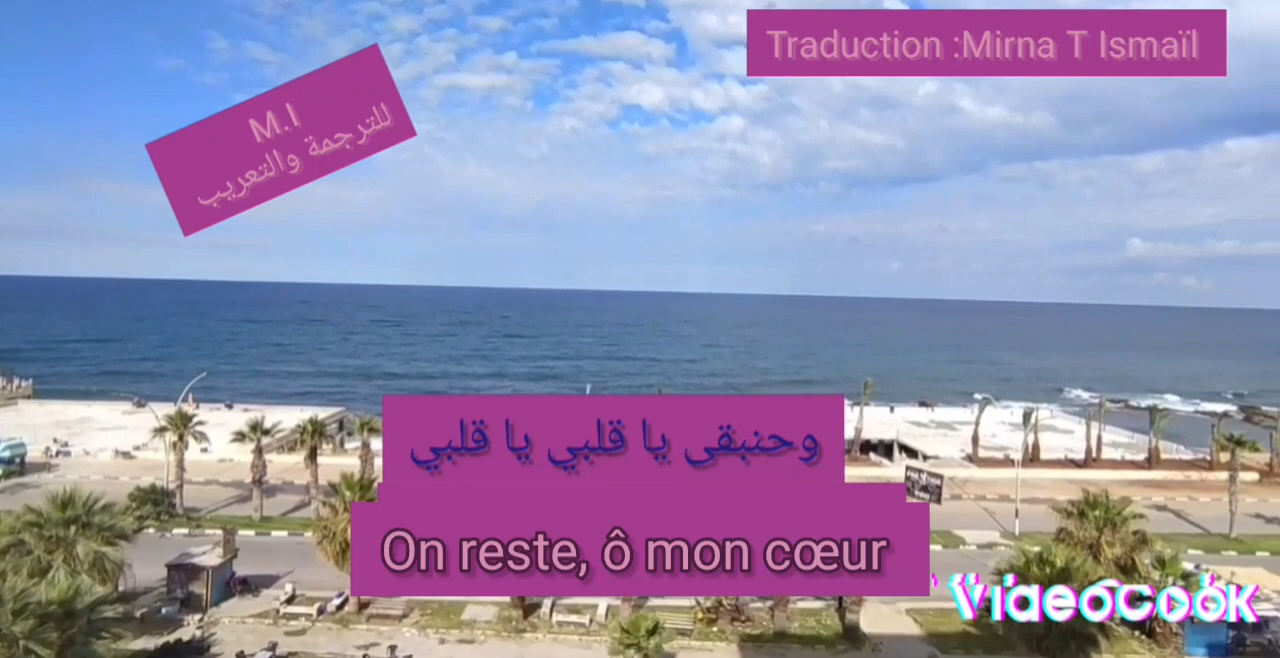 Traduction :Mirna T Ismaïl
M.I
للترجمة والتعريب
وحنبقى يا قلبي يا قلبي
On reste, ô mon cœur
VideoCook